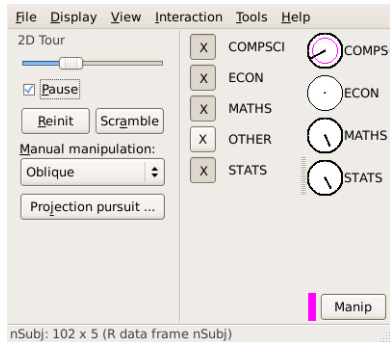 File Display View Interaction Tools Help
2D Tour
Pause
Reinit Scramble
Manual manipulation:
Oblique
Projection pursuit ...
X COMPSCI
X ECON
X MATHS
X OTHER
X STATS
COMPS
ECON
MATHS
STATS
Manip
nSubj: 102 x 5 (R data frame nSubj)